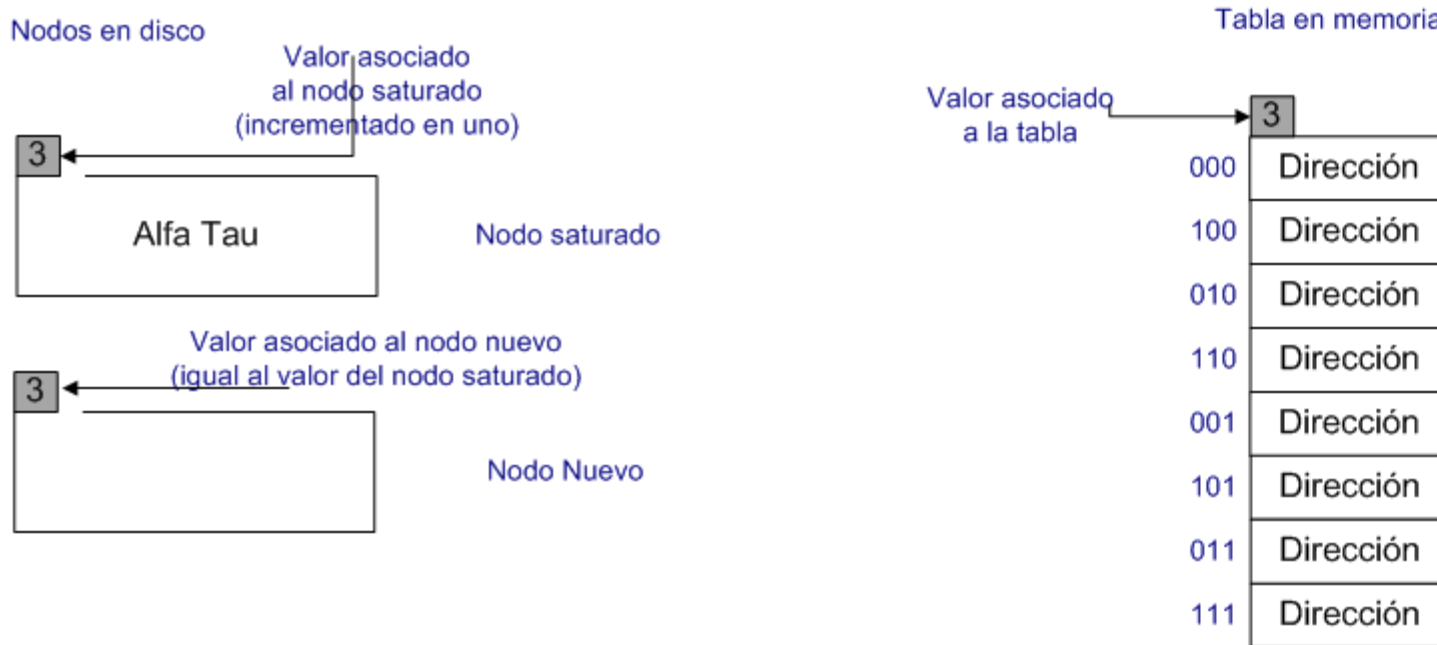 Nodos en disco
Valor asociado
al nodo saturado
(incrementado en uno)
3
Alfa Tau
Nodo saturado
Valor asociado al nodo nuevo
(igual al valor del nodo saturado)
3
Nodo Nuevo
Tabla en memoria
Valor asociado
a la tabla
3
000 Dirección
100 Dirección
010 Dirección
110 Dirección
001 Dirección
101 Dirección
011 Dirección
111 Dirección